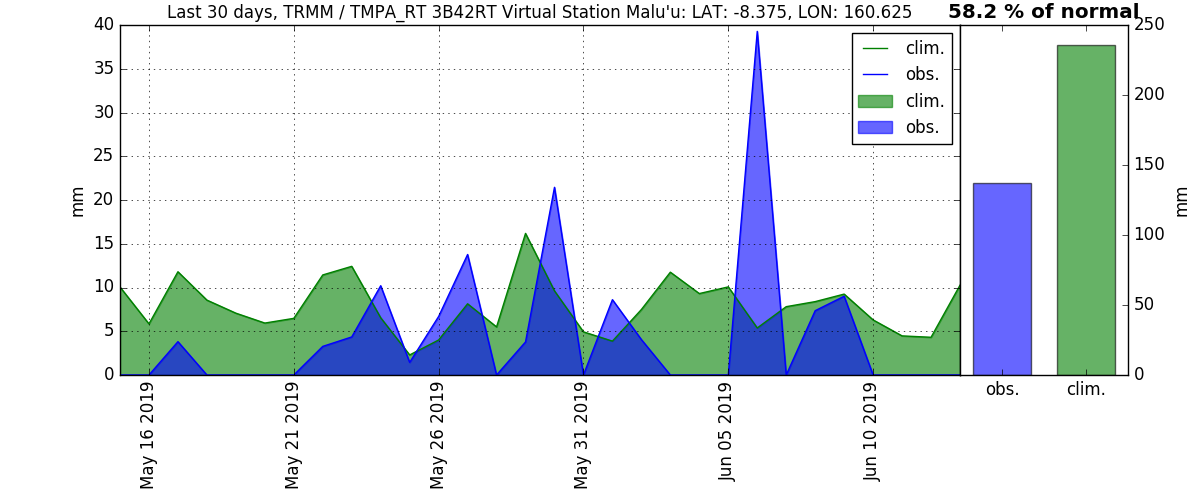 Last 30 days, TRMM / TMPA_RT 3B42RT Virtual Station Malu'u: LAT: -8.375, LON: 160.625
58.2 % of normal
40
35
30
25
20
15
10
5
0
mm
clim.
obs.
clim.
obs.
May 16 2019
May 21 2019
May 26 2019
May 31 2019
Jun 05 2019
Jun 10 2019
250
200
150
100
50
0
mm
obs.
clim.